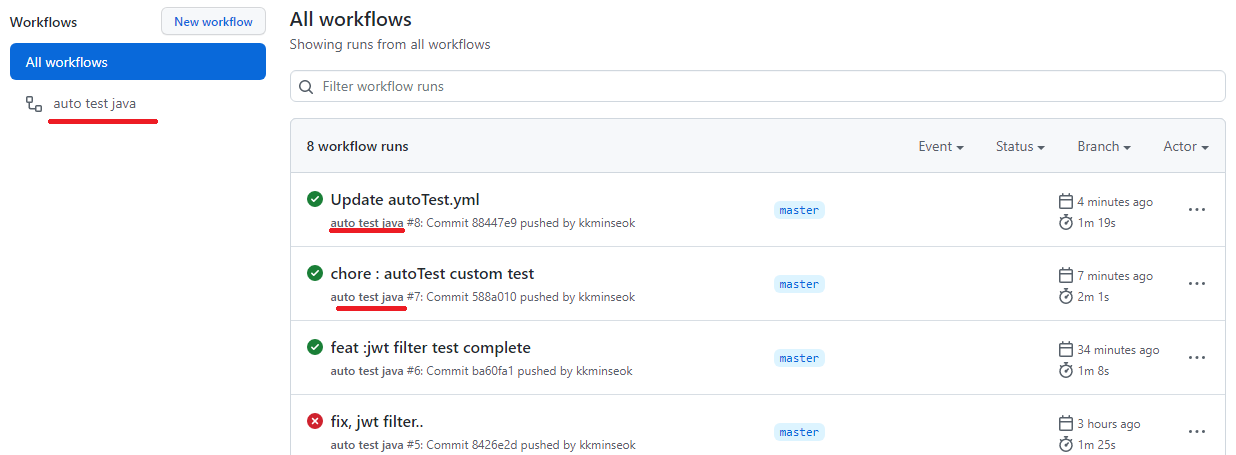 Workflows
New workflow
All workflows
auto test java
All workflows
Showing runs from all workflows
Filter workflow runs
8 workflow runs Event Status Branch Actor
Update autoTest.yml
auto test java #8: Commit 88447e9 pushed by kkminseok
master
4 minutes ago
1m 19s
chore : autoTest custom test
auto test java #7: Commit 588a010 pushed by kkminseok
master
7 minutes ago
2m 1s
feat :jwt filter test complete
auto test java #6: Commit ba60fa1 pushed by kkminseok
master
34 minutes ago
1m 8s
fix, jwt filter..
auto test java #5: Commit 8426e2d pushed by kkminseok
master
3 hours ago
1m 25s